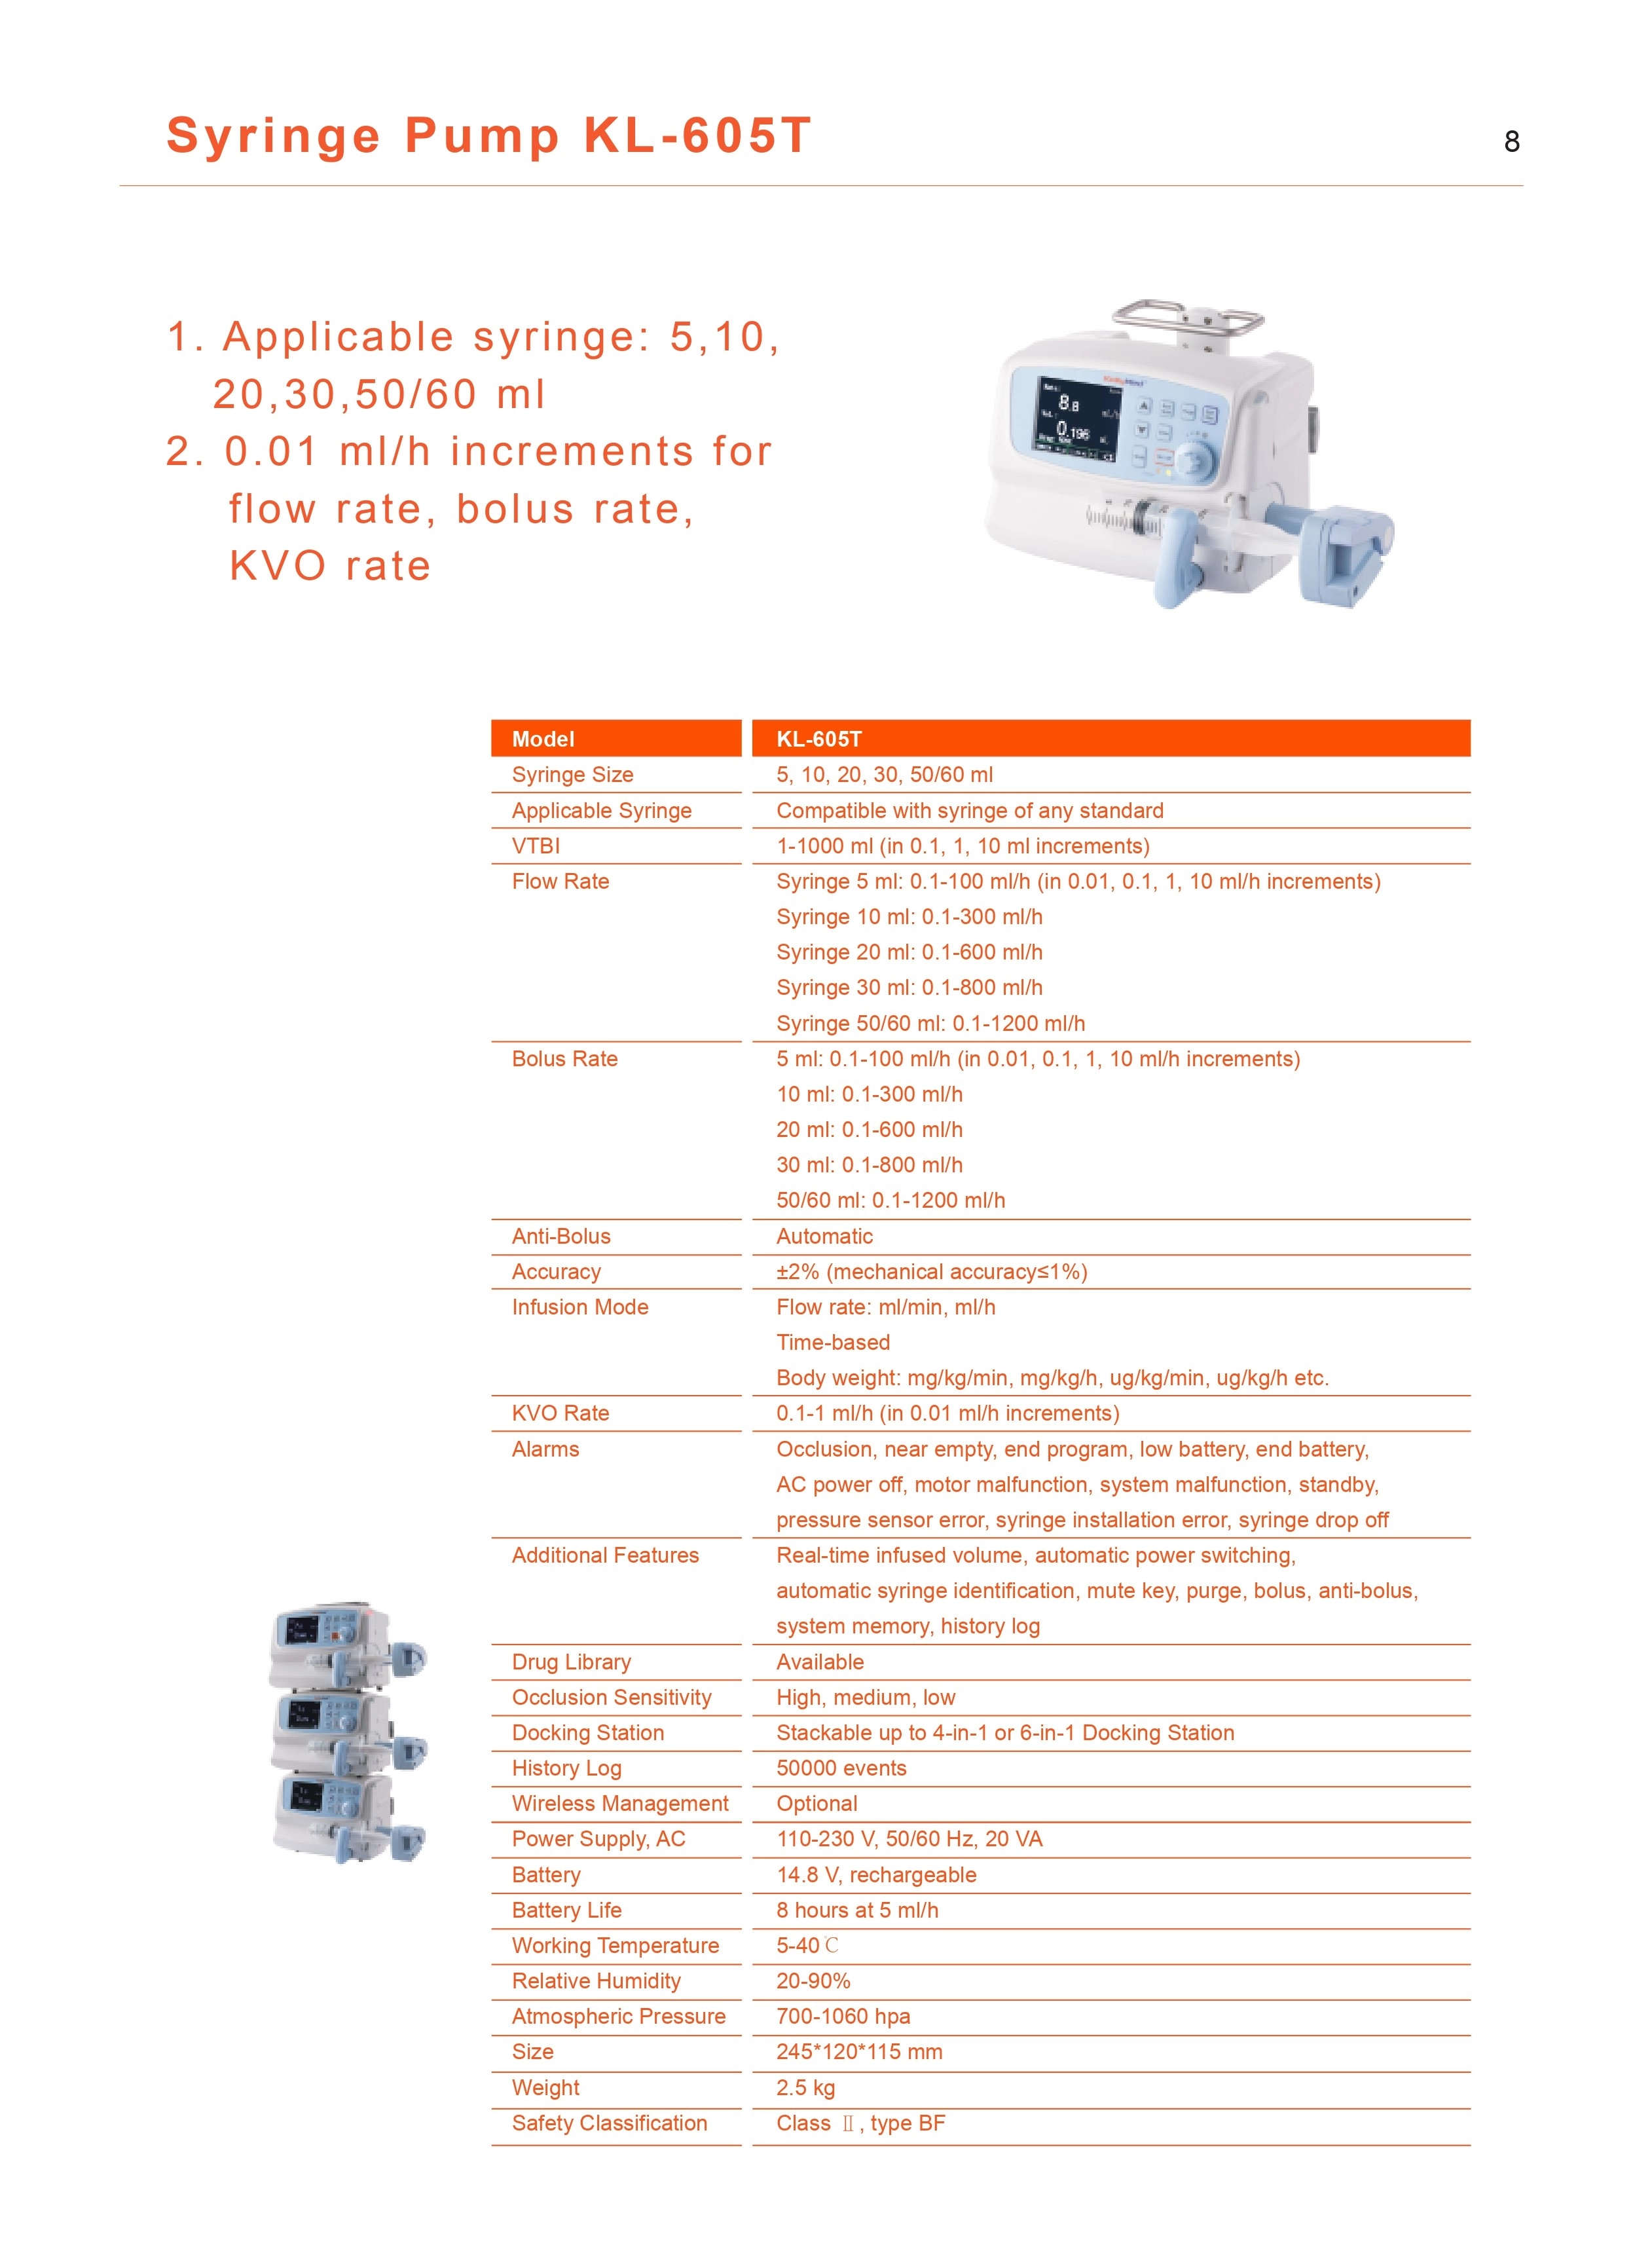 Syringe Pump KL-605T
8
1. Applicable syringe: 5,10,
20,30,50/60 ml
2. 0.01 ml/h increments for
flow rate, bolus rate,
KVO rate
8.8
0.196
Model KL-605T
Syringe Size 5, 10, 20, 30, 50/60 ml
Applicable Syringe Compatible with syringe of any standard
VTBI 1-1000 ml (in 0.1, 1, 10 ml increments)
Flow Rate Syringe 5 ml: 0.1-100 ml/h (in 0.01, 0.1, 1, 10 ml/h increments)
Syringe 10 ml: 0.1-300 ml/h
Syringe 20 ml: 0.1-600 ml/h
Syringe 30 ml: 0.1-800 ml/h
Syringe 50/60 ml: 0.1-1200 ml/h
Bolus Rate 5 ml: 0.1-100 ml/h (in 0.01, 0.1, 1, 10 ml/h increments)
10 ml: 0.1-300 ml/h
20 ml: 0.1-600 ml/h
30 ml: 0.1-800 ml/h
50/60 ml: 0.1-1200 ml/h
Anti-Bolus Automatic
Accuracy ±2% (mechanical accuracy≤1%)
Infusion Mode Flow rate: ml/min, ml/h
Time-based
Body weight: mg/kg/min, mg/kg/h, ug/kg/min, ug/kg/h etc.
KVO Rate 0.1-1 ml/h (in 0.01 ml/h increments)
Alarms Occlusion, near empty, end program, low battery, end battery,
AC power off, motor malfunction, system malfunction, standby,
pressure sensor error, syringe installation error, syringe drop off
Additional Features Real-time infused volume, automatic power switching,
automatic syringe identification, mute key, purge, bolus, anti-bolus,
system memory, history log
Drug Library Available
Occlusion Sensitivity High, medium, low
Docking Station Stackable up to 4-in-1 or 6-in-1 Docking Station
History Log 50000 events
Wireless Management Optional
Power Supply, AC 110-230 V, 50/60 Hz, 20 VA
Battery 14.8 V, rechargeable
Battery Life 8 hours at 5 ml/h
Working Temperature 5-40℃
Relative Humidity 20-90%
Atmospheric Pressure 700-1060 hpa
Size 245*120*115 mm
Weight 2.5 kg
Safety Classification Class Ⅱ, type BF